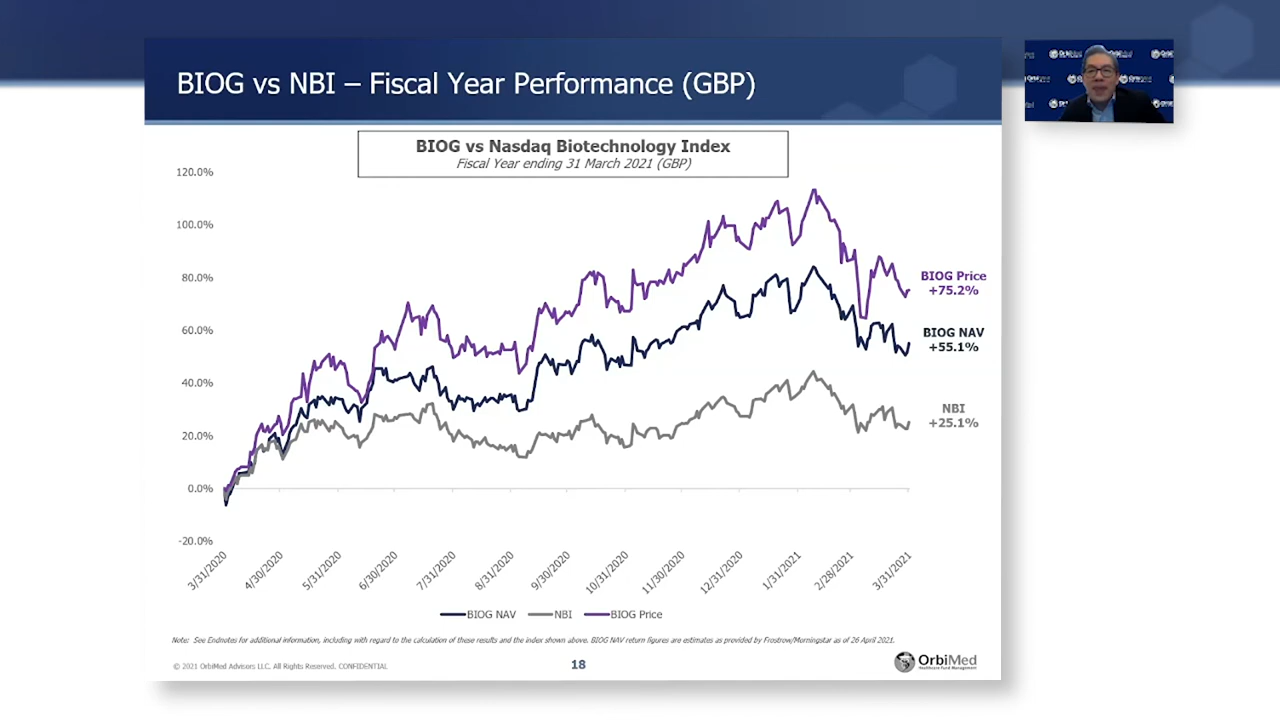 BIOG vs NBI – Fiscal Year Performance (GBP)
BIOG vs Nasdaq Biotechnology Index
Fiscal Year ending 31 March 2021 (GBP)
120.0%
100.0%
80.0%
60.0%
40.0%
20.0%
0.0%
-20.0%
BIOG Price
+75.2%
BIOG NAV
+55.1%
NBI
+25.1%
3/31/2020
4/30/2020
5/31/2020
6/30/2020
7/31/2020
8/31/2020
9/30/2020
10/31/2020
11/30/2020
12/31/2020
1/31/2021
2/28/2021
3/31/2021
BIOG NAV
NBI
BIOG Price
Note: See Endnotes for additional information, including with regard to the calculation of these results and the index shown above. BIOG NAV return figures are estimates as provided by Frostrow/Morningstar as of 26 April 2021.
© 2021 OrbiMed Advisors LLC. All Rights Reserved. CONFIDENTIAL
18
OrbiMed
Healthcare Fund Management